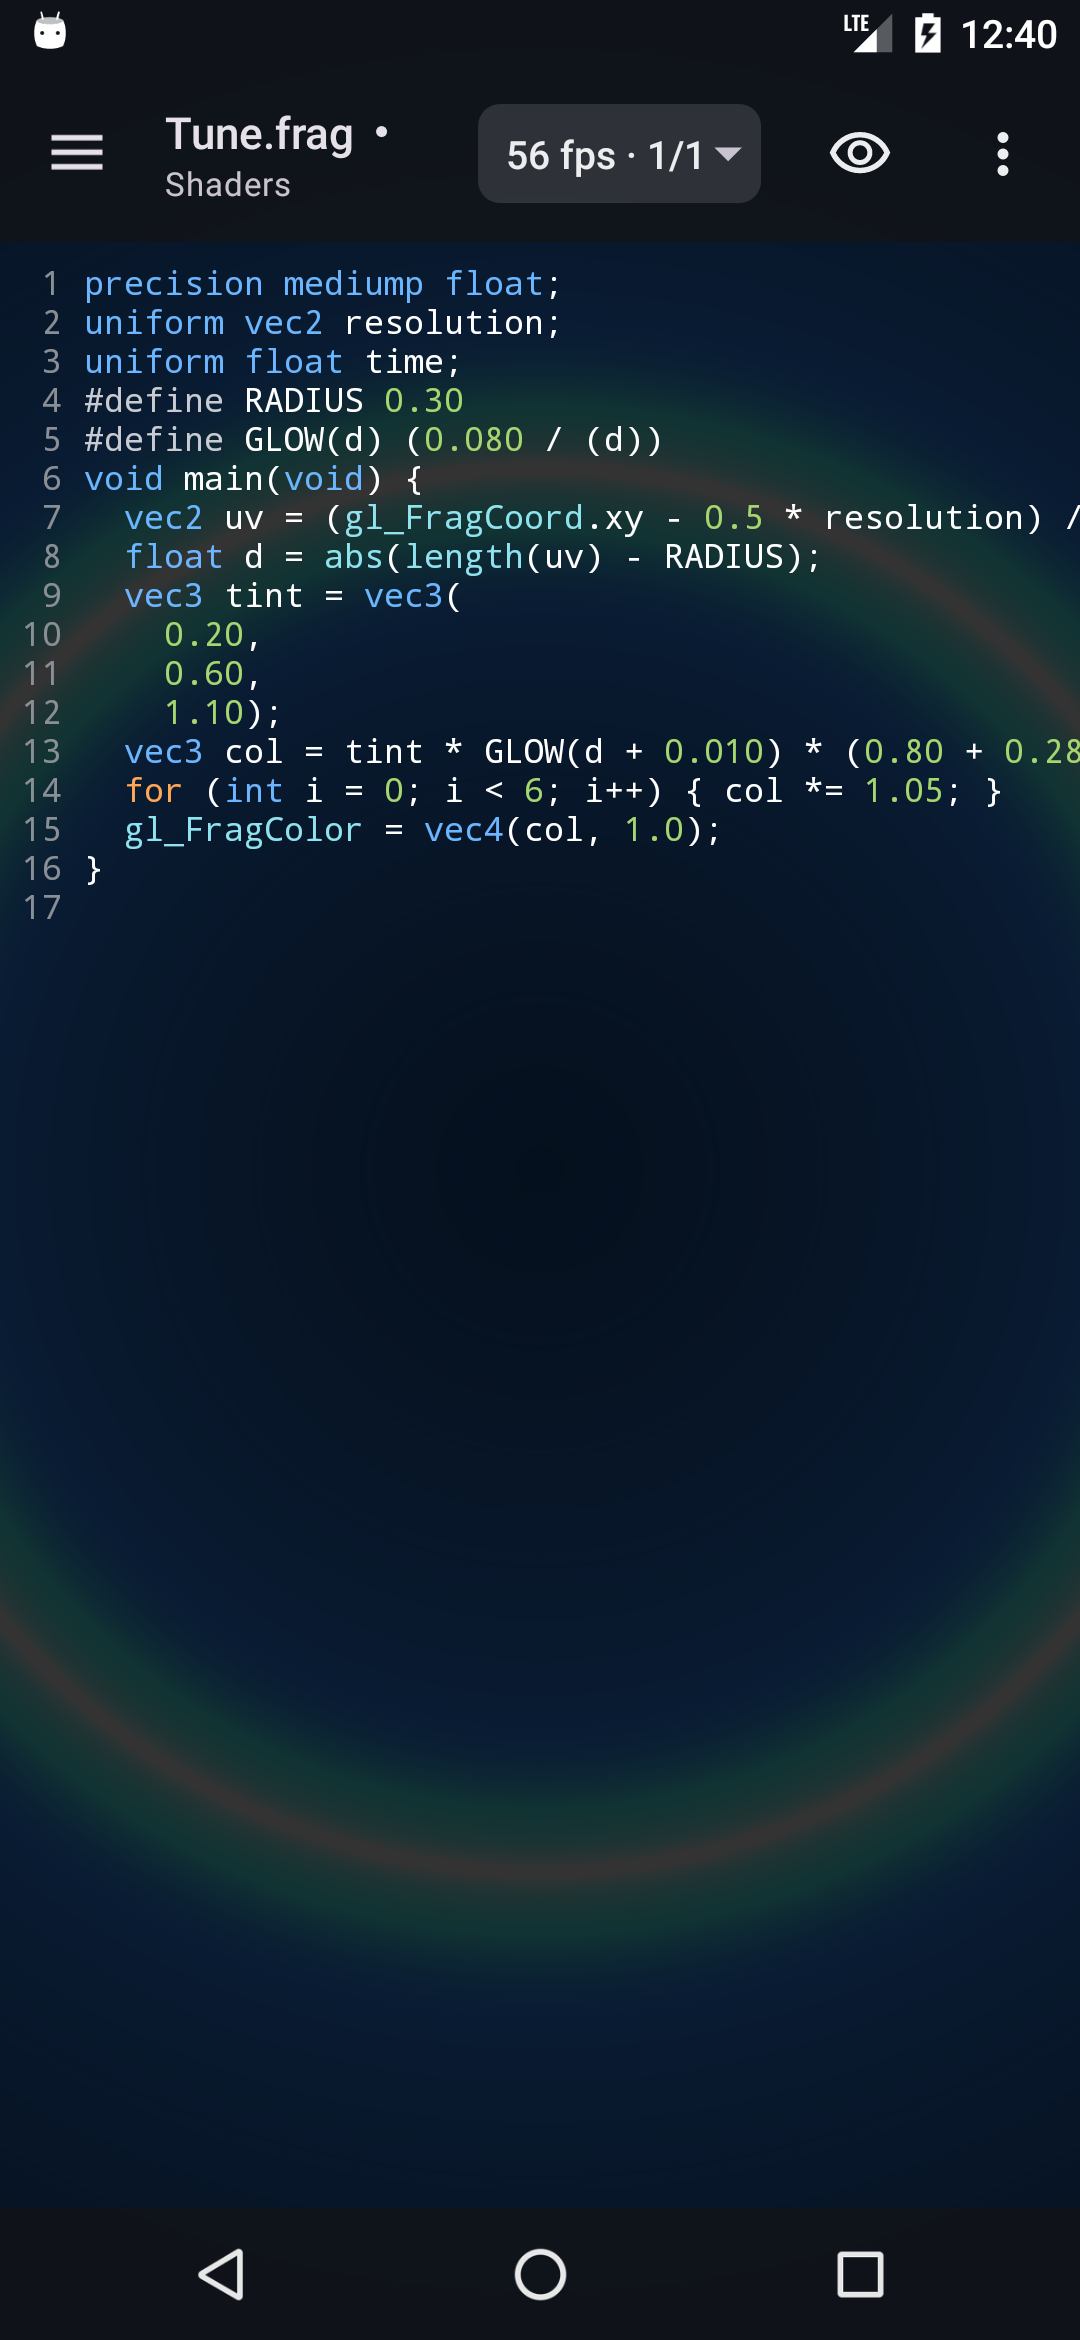 LTE 12:40
Tune.frag •
Shaders
56 fps · 1/1
1 precision mediump float;
2 uniform vec2 resolution;
3 uniform float time;
4 #define RADIUS 0.30
5 #define GLOW(d) (0.080 / (d))
6 void main(void) {
7 vec2 uv = (gl_FragCoord.xy - 0.5 * resolution) /
8 float d = abs(length(uv) - RADIUS);
9 vec3 tint = vec3(
10 0.20,
11 0.60,
12 1.10);
13 vec3 col = tint * GLOW(d + 0.010) * (0.80 + 0.28
14 for (int i = 0; i < 6; i++) { col *= 1.05; }
15 gl_FragColor = vec4(col, 1.0);
16 }
17